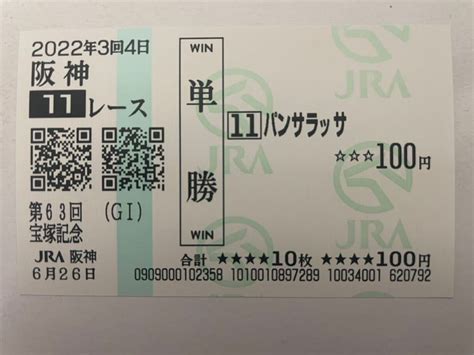 2022年3回4日
阪神
11レース
第63回 (GI)
宝塚記念
JRA 阪神
6月26日
WIN
単勝
WIN
11 パンサラッサ
☆☆☆100円
JRA
JRA
合計 ★★★★10枚 ★★★★100円
0909000102358 1010010897289 10034001 620792